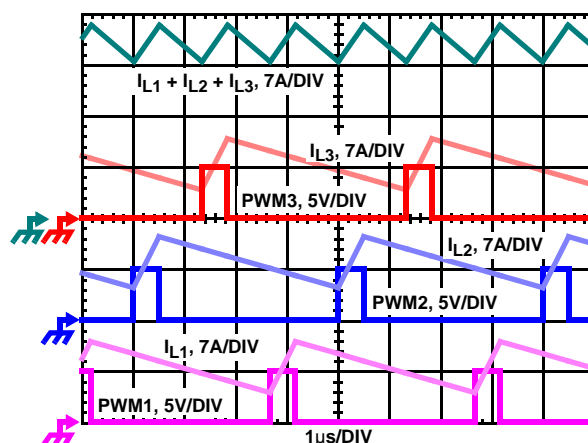 I_L1 + I_L2 + I_L3, 7A/DIV
I_L3, 7A/DIV
PWM3, 5V/DIV
I_L2, 7A/DIV
PWM2, 5V/DIV
I_L1, 7A/DIV
PWM1, 5V/DIV
1µs/DIV